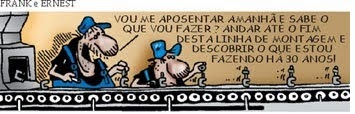 FRANK e ERNEST
VOU ME APOSENTAR AMANHÃ E SABE O
QUE VOU FAZER? ANDAR ATÉ O FIM
DESTA LINHA DE MONTAGEM E
DESCOBRIR O QUE ESTOU
FAZENDO HÁ 30 ANOS!